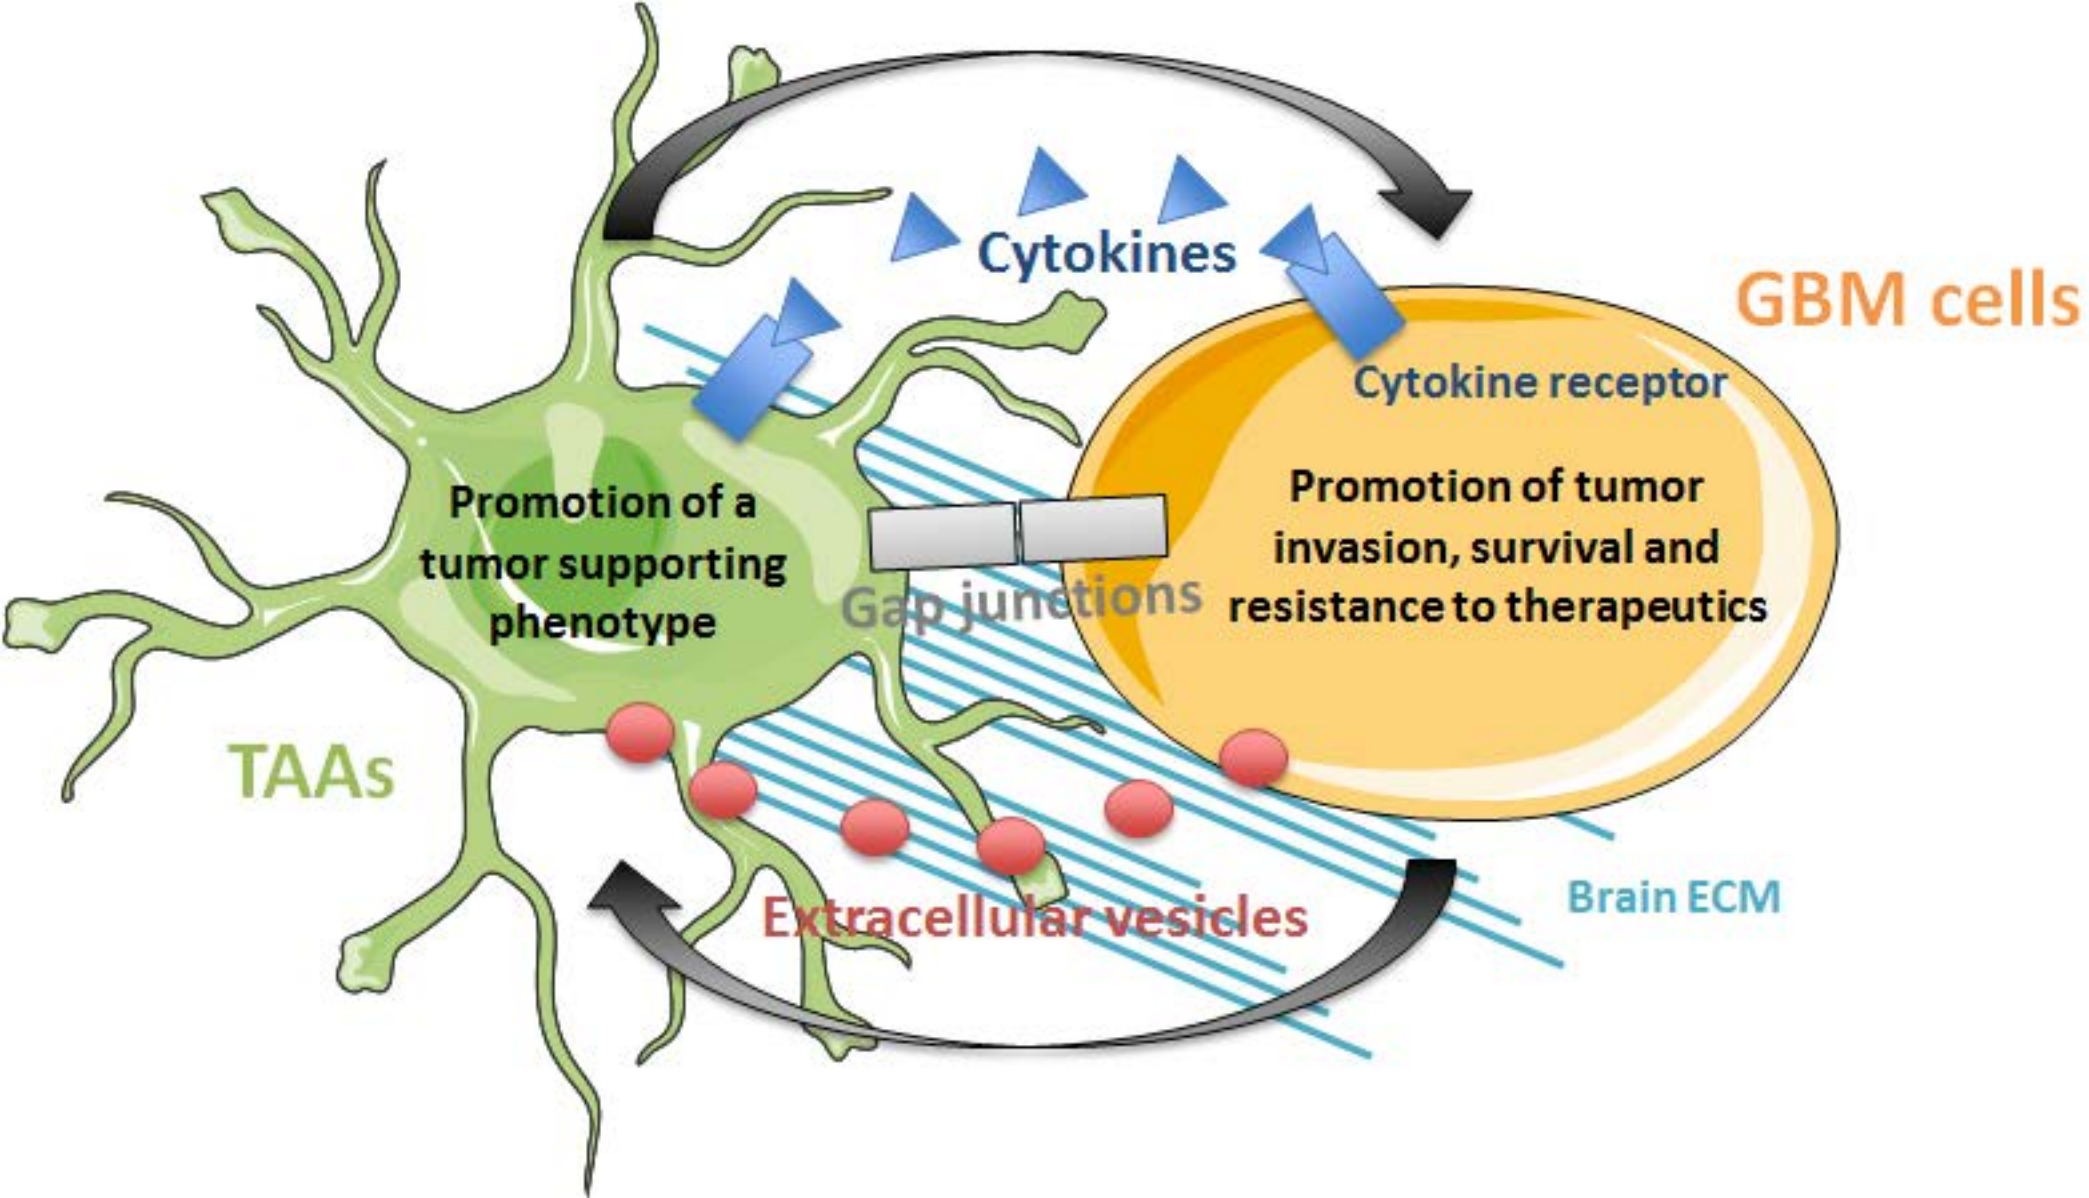 Cytokines
GBM cells
Cytokine receptor
Promotion of a
tumor supporting
phenotype
Gap junctions
Promotion of tumor
invasion, survival and
resistance to therapeutics
TAAs
Extracellular vesicles
Brain ECM